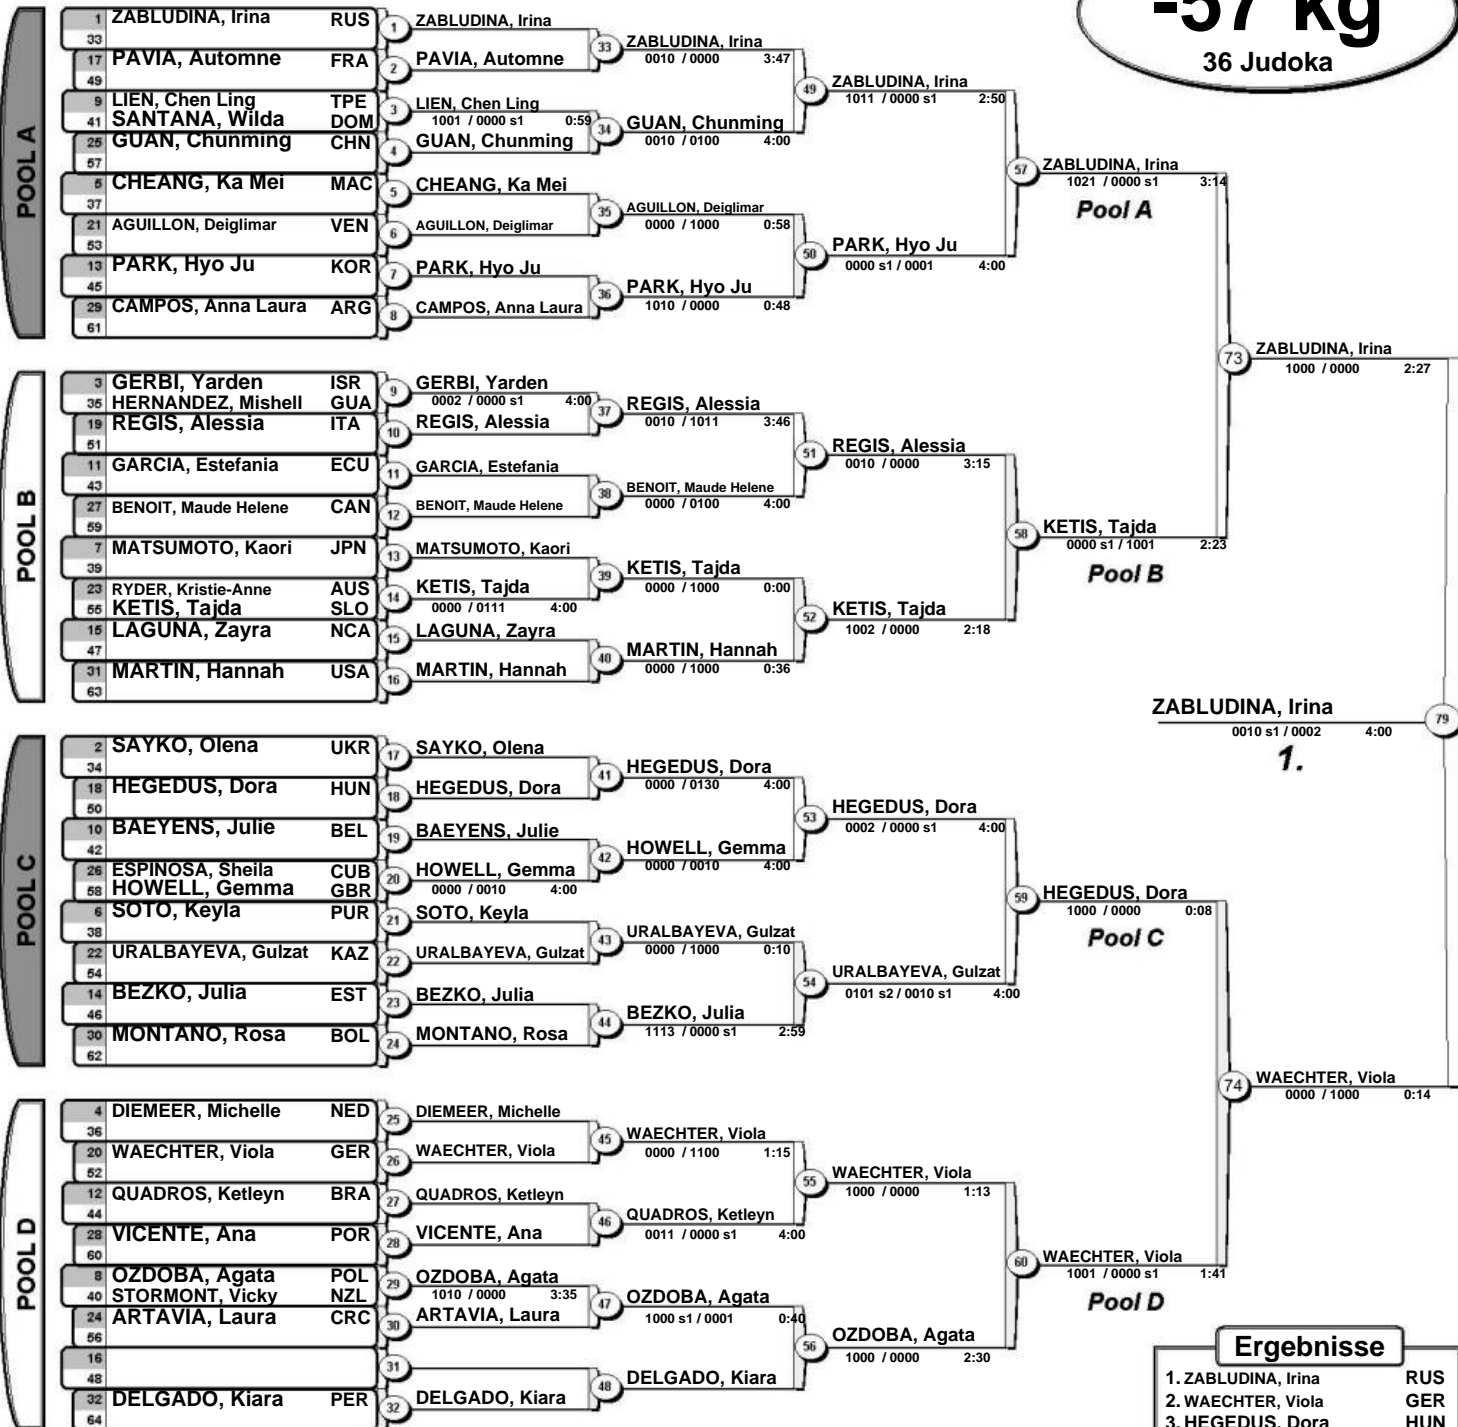 -57 kg
36 Judoka
POOL A
1 ZABLUDINA, Irina RUS
33
17 PAVIA, Automne FRA
49
9 LIEN, Chen Ling TPE
41 SANTANA, Wilda DOM
25 GUAN, Chunming CHN
57
5 CHEANG, Ka Mei MAC
37
21 AGUILLON, Deiglimar VEN
53
13 PARK, Hyo Ju KOR
45
29 CAMPOS, Anna Laura ARG
61
1 ZABLUDINA, Irina
2 PAVIA, Automne
3 LIEN, Chen Ling
1001 / 0000 s1 0:59
4 GUAN, Chunming
5 CHEANG, Ka Mei
6 AGUILLON, Deiglimar
7 PARK, Hyo Ju
8 CAMPOS, Anna Laura
33 ZABLUDINA, Irina
0010 / 0000 3:47
34 GUAN, Chunming
0010 / 0100 4:00
35 AGUILLON, Deiglimar
0000 / 1000 0:58
36 PARK, Hyo Ju
1010 / 0000 0:48
49 ZABLUDINA, Irina
1011 / 0000 s1 2:50
50 PARK, Hyo Ju
0000 s1 / 0001 4:00
57 ZABLUDINA, Irina
1021 / 0000 s1 3:14
Pool A
POOL B
3 GERBI, Yarden ISR
35 HERNANDEZ, Mishell GUA
19 REGIS, Alessia ITA
51
11 GARCIA, Estefania ECU
43
27 BENOIT, Maude Helene CAN
59
7 MATSUMOTO, Kaori JPN
39
23 RYDER, Kristie-Anne AUS
55 KETIS, Tajda SLO
15 LAGUNA, Zayra NCA
47
31 MARTIN, Hannah USA
63
9 GERBI, Yarden
0002 / 0000 s1 4:00
10 REGIS, Alessia
11 GARCIA, Estefania
12 BENOIT, Maude Helene
13 MATSUMOTO, Kaori
14 KETIS, Tajda
0000 / 0111 4:00
15 LAGUNA, Zayra
16 MARTIN, Hannah
37 REGIS, Alessia
0010 / 1011 3:46
38 BENOIT, Maude Helene
0000 / 0100 4:00
39 KETIS, Tajda
0000 / 1000 0:00
40 MARTIN, Hannah
0000 / 1000 0:36
51 REGIS, Alessia
0010 / 0000 3:15
52 KETIS, Tajda
1002 / 0000 2:18
58 KETIS, Tajda
0000 s1 / 1001 2:23
Pool B
73 ZABLUDINA, Irina
1000 / 0000 2:27
ZABLUDINA, Irina 79
0010 s1 / 0002 4:00
1.
POOL C
2 SAYKO, Olena UKR
34
18 HEGEDUS, Dora HUN
50
10 BAEYENS, Julie BEL
42
26 ESPINOSA, Sheila CUB
58 HOWELL, Gemma GBR
6 SOTO, Keyla PUR
38
22 URALBAYEVA, Gulzat KAZ
54
14 BEZKO, Julia EST
46
30 MONTANO, Rosa BOL
62
17 SAYKO, Olena
18 HEGEDUS, Dora
19 BAEYENS, Julie
20 HOWELL, Gemma
0000 / 0010 4:00
21 SOTO, Keyla
22 URALBAYEVA, Gulzat
23 BEZKO, Julia
24 MONTANO, Rosa
41 HEGEDUS, Dora
0000 / 0130 4:00
42 HOWELL, Gemma
0000 / 0010 4:00
43 URALBAYEVA, Gulzat
0000 / 1000 0:10
44 BEZKO, Julia
1113 / 0000 s1 2:59
53 HEGEDUS, Dora
0002 / 0000 s1 4:00
54 URALBAYEVA, Gulzat
0101 s2 / 0010 s1 4:00
59 HEGEDUS, Dora
1000 / 0000 0:08
Pool C
POOL D
4 DIEMEER, Michelle NED
36
20 WAECHTER, Viola GER
52
12 QUADROS, Ketleyn BRA
44
28 VICENTE, Ana POR
60
8 OZDOBA, Agata POL
40 STORMONT, Vicky NZL
24 ARTAVIA, Laura CRC
56
16
48
32 DELGADO, Kiara PER
64
25 DIEMEER, Michelle
26 WAECHTER, Viola
27 QUADROS, Ketleyn
28 VICENTE, Ana
29 OZDOBA, Agata
1010 / 0000 3:35
30 ARTAVIA, Laura
31
32 DELGADO, Kiara
45 WAECHTER, Viola
0000 / 1100 1:15
46 QUADROS, Ketleyn
0011 / 0000 s1 4:00
47 OZDOBA, Agata
1000 s1 / 0001 0:40
48 DELGADO, Kiara
55 WAECHTER, Viola
1000 / 0000 1:13
56 OZDOBA, Agata
1000 / 0000 2:30
60 WAECHTER, Viola
1001 / 0000 s1 1:41
Pool D
74 WAECHTER, Viola
0000 / 1000 0:14
Ergebnisse
1. ZABLUDINA, Irina RUS
2. WAECHTER, Viola GER
3. HEGEDUS, Dora HUN